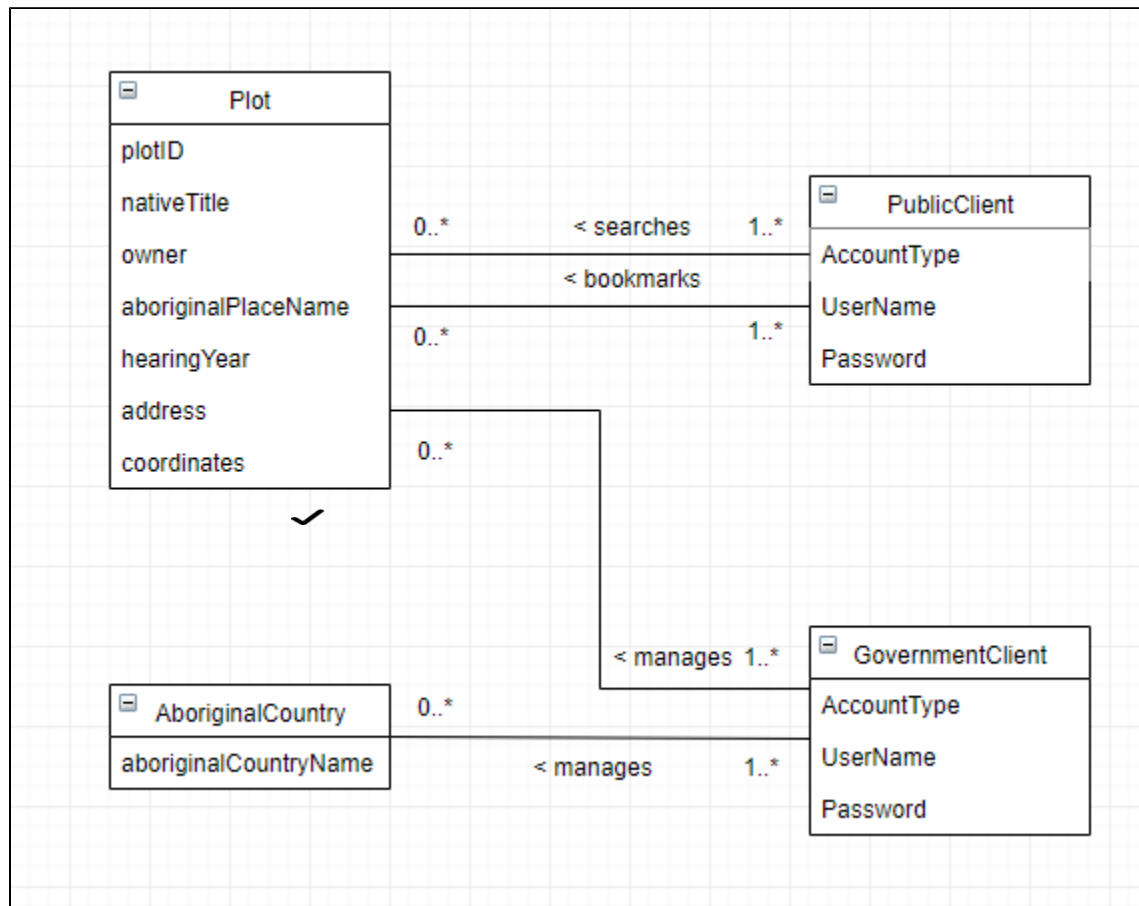 Plot
plotID
nativeTitle
owner
aboriginalPlaceName
hearingYear
address
coordinates
0..* < searches 1..*
< bookmarks
0..* 1..*
0..*
PublicClient
AccountType
UserName
Password
< manages 1..*
GovernmentClient
AccountType
UserName
Password
AboriginalCountry
aboriginalCountryName
0..*
< manages 1..*